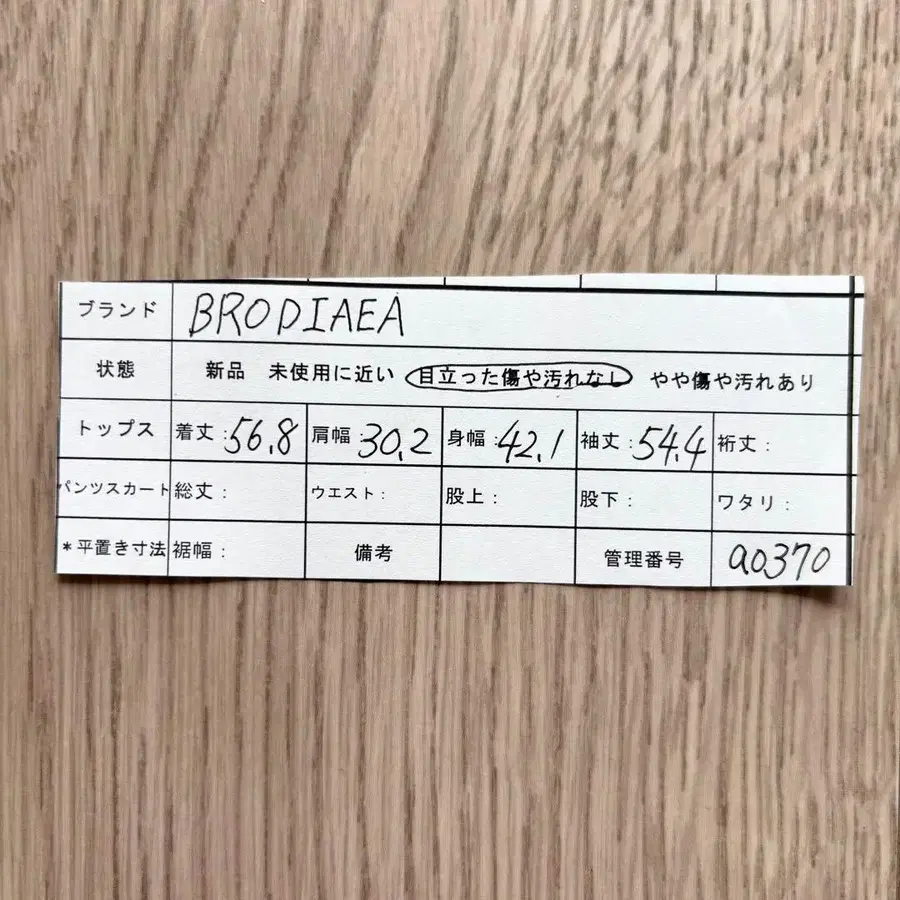 ブランド BRODIAEA
状態 新品 未使用に近い 目立った傷や汚れなし やや傷や汚れあり
トップス 着丈:56.8 肩幅:30.2 身幅:42.1 袖丈:54.4 裄丈:
パンツスカート 総丈: ウエスト: 股上: 股下: ワタリ:
*平置き寸法 裾幅: 備考 管理番号 a0370